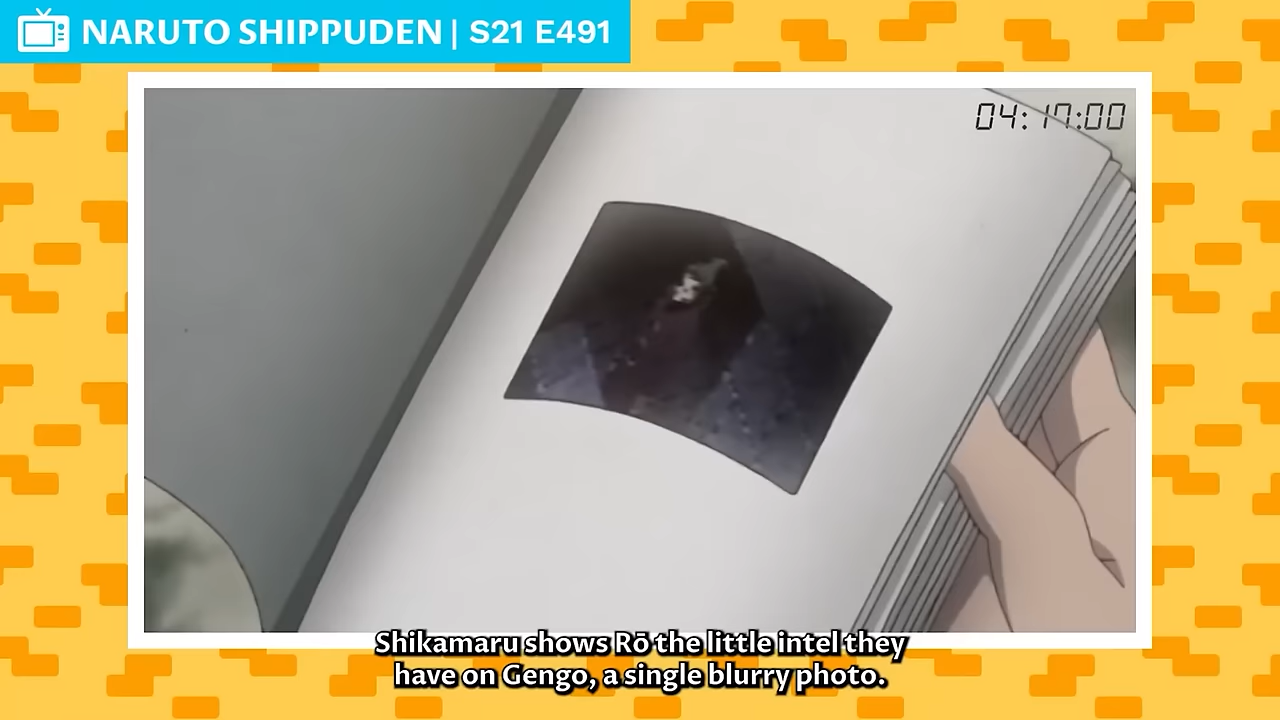 NARUTO SHIPPUDEN | S21 E491
04:17:00
Shikamaru shows Rō the little intel they
have on Gengo, a single blurry photo.